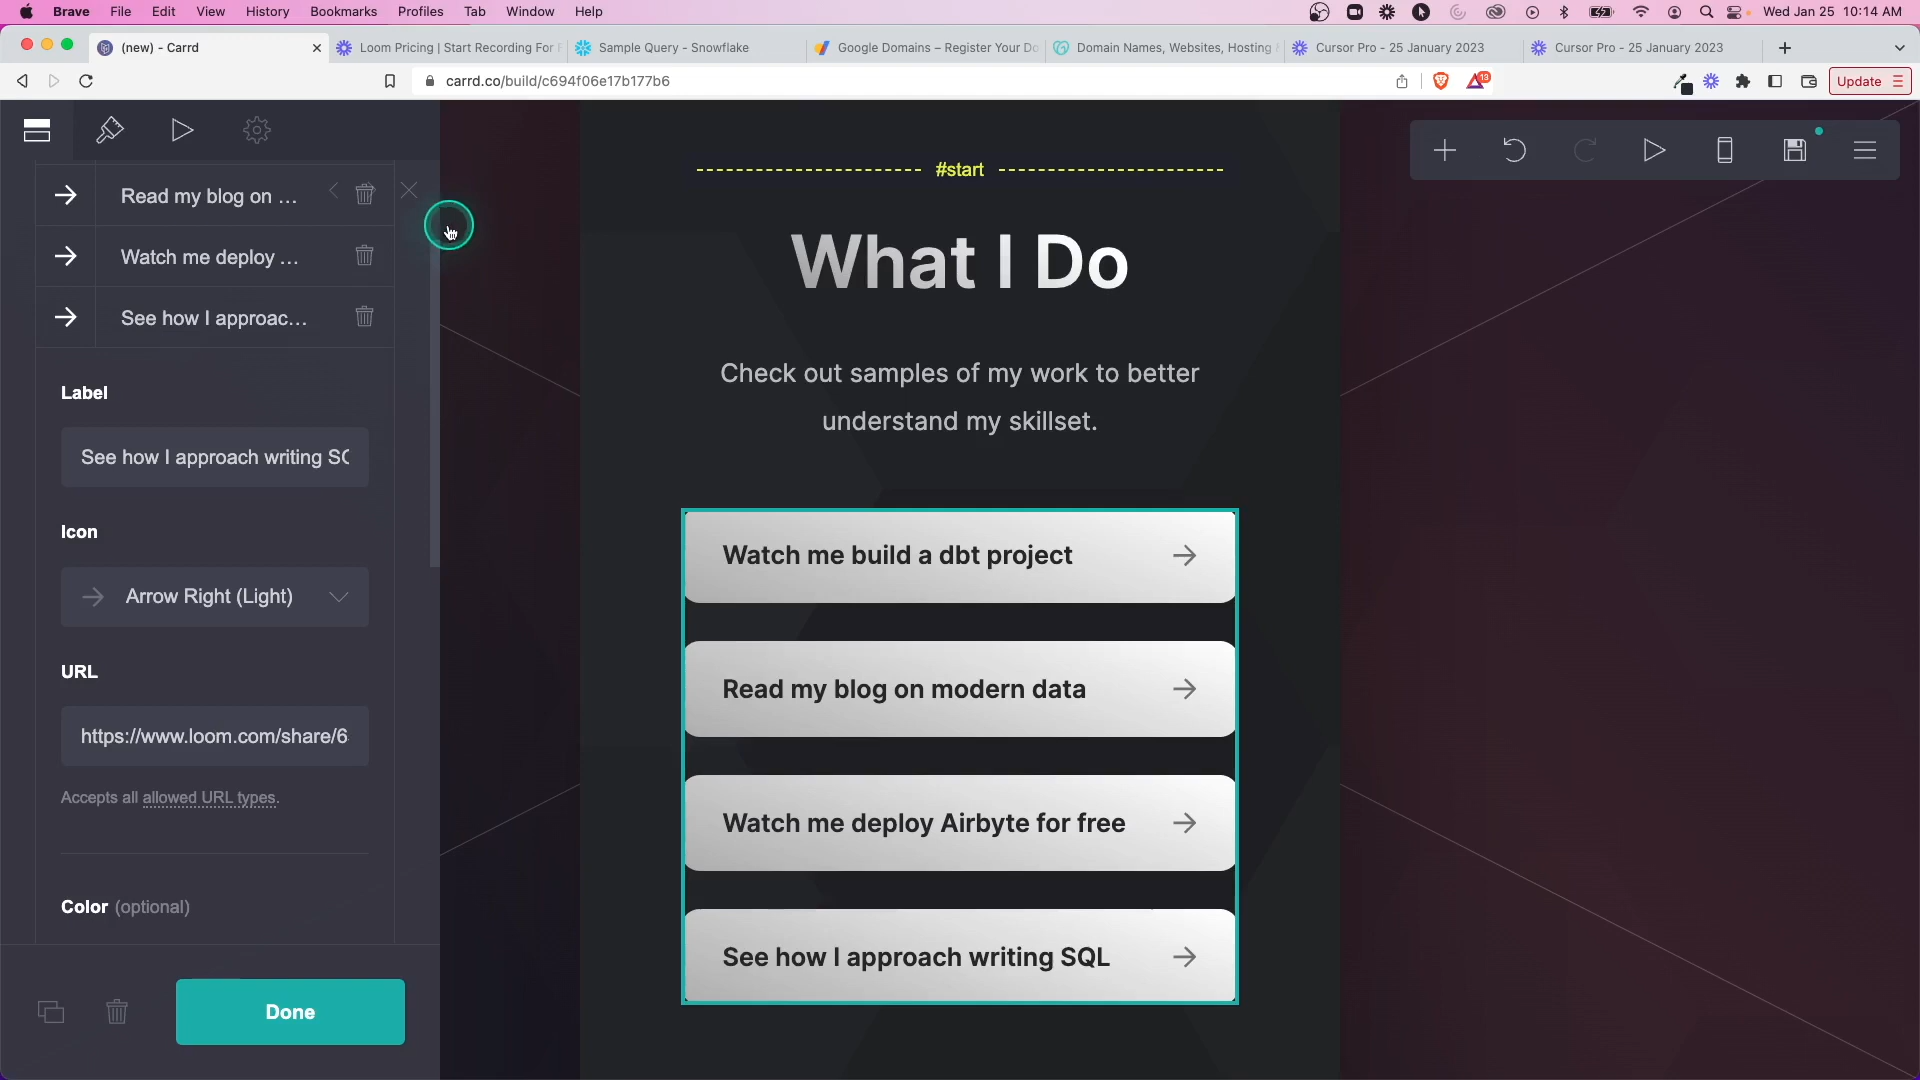 Brave File Edit View History Bookmarks Profiles Tab Window Help Wed Jan 25 10:14 AM
(new) - Carrd
Loom Pricing | Start Recording For F
Sample Query - Snowflake
Google Domains – Register Your Do
Domain Names, Websites, Hosting
Cursor Pro - 25 January 2023
Cursor Pro - 25 January 2023
carrd.co/build/c694f06e17b177b6
13
Update
Read my blog on ...
Watch me deploy ...
See how I approac...
Label
See how I approach writing SQ
Icon
Arrow Right (Light)
URL
https://www.loom.com/share/6
Accepts all allowed URL types.
Color (optional)
Done
#start
What I Do
Check out samples of my work to better
understand my skillset.
Watch me build a dbt project
Read my blog on modern data
Watch me deploy Airbyte for free
See how I approach writing SQL